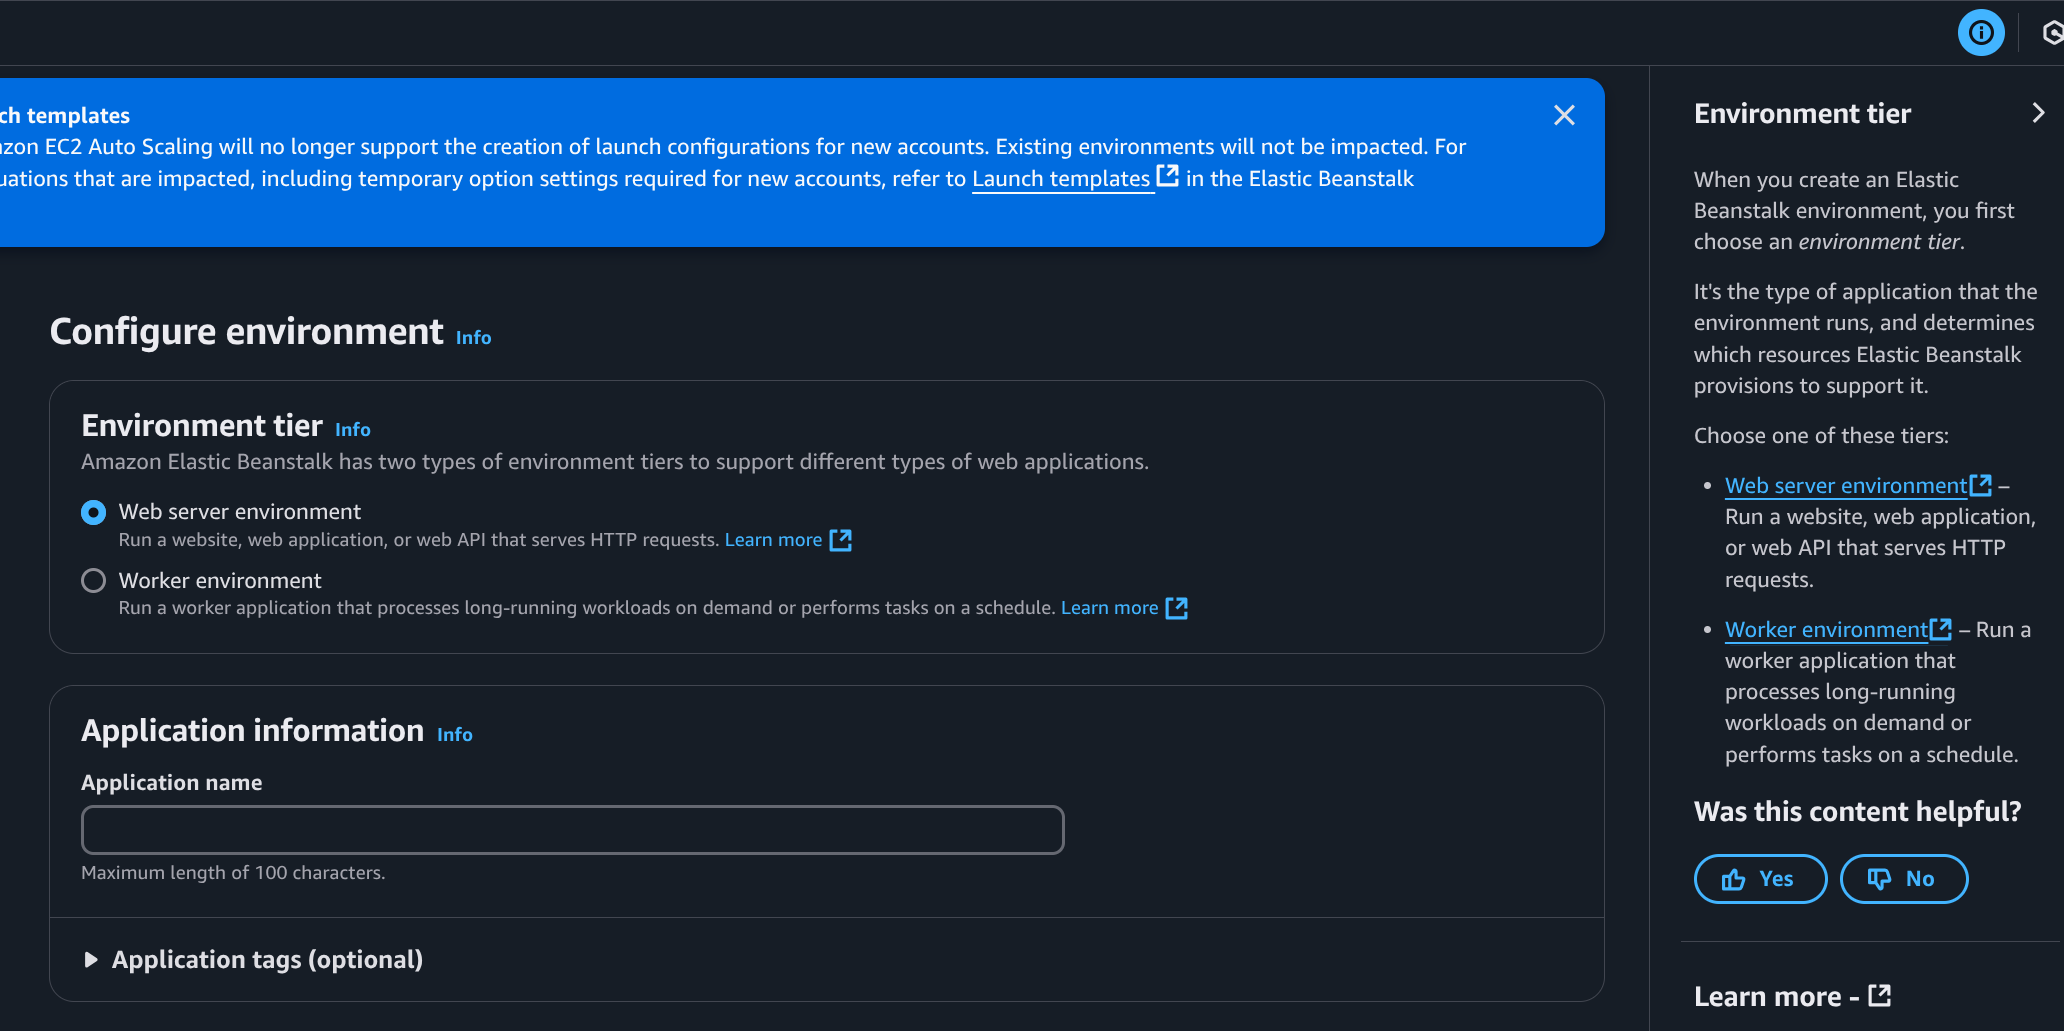 ch templates
zon EC2 Auto Scaling will no longer support the creation of launch configurations for new accounts. Existing environments will not be impacted. For
uations that are impacted, including temporary option settings required for new accounts, refer to Launch templates in the Elastic Beanstalk
Configure environment Info
Environment tier Info
Amazon Elastic Beanstalk has two types of environment tiers to support different types of web applications.
Web server environment
Run a website, web application, or web API that serves HTTP requests. Learn more
Worker environment
Run a worker application that processes long-running workloads on demand or performs tasks on a schedule. Learn more
Application information Info
Application name
Maximum length of 100 characters.
Application tags (optional)
Environment tier
When you create an Elastic
Beanstalk environment, you first
choose an environment tier.
It's the type of application that the
environment runs, and determines
which resources Elastic Beanstalk
provisions to support it.
Choose one of these tiers:
• Web server environment –
Run a website, web application,
or web API that serves HTTP
requests.
• Worker environment – Run a
worker application that
processes long-running
workloads on demand or
performs tasks on a schedule.
Was this content helpful?
Yes
No
Learn more -